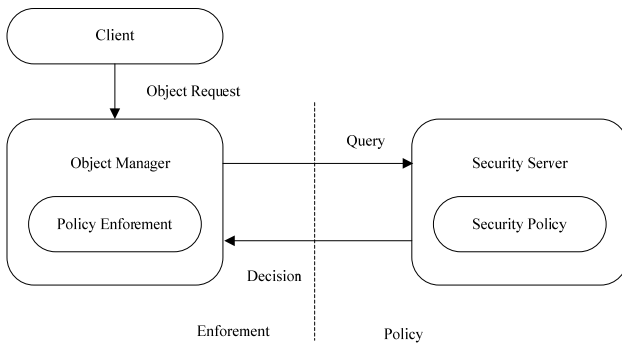 Client
Object Request
Object Manager
Query
Security Server
Policy Enforement
Security Policy
Decision
Enforement
Policy